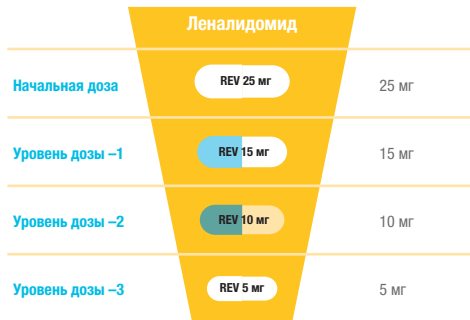 Леналидомид
Начальная доза REV 25 мг 25 мг
Уровень дозы –1 REV 15 мг 15 мг
Уровень дозы –2 REV 10 мг 10 мг
Уровень дозы –3 REV 5 мг 5 мг